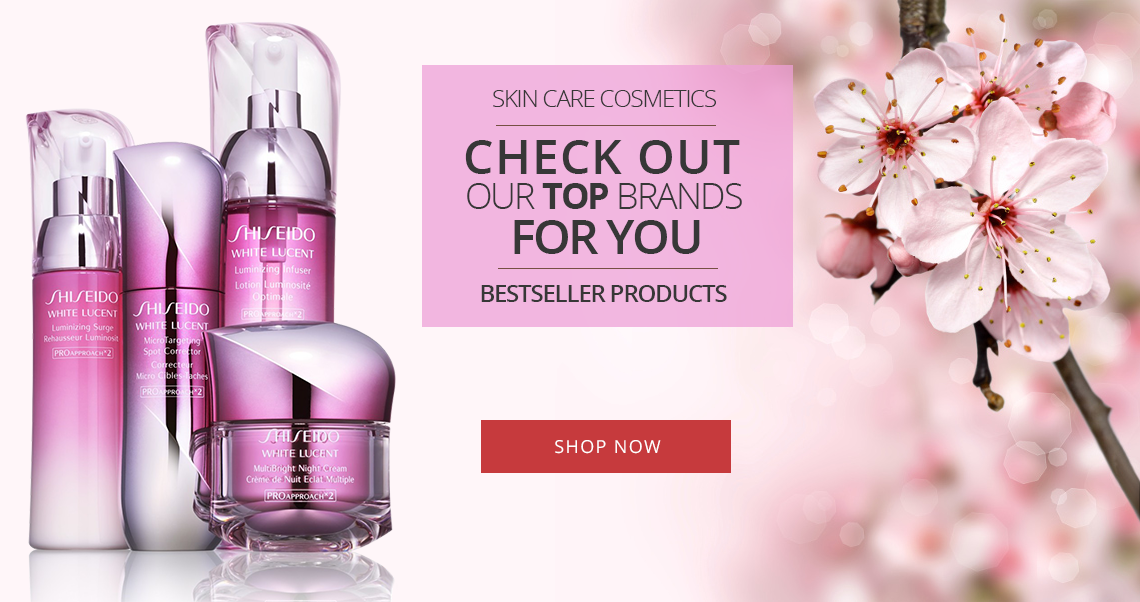 SHISEIDO
WHITE LUCENT
Luminizing Surge
Rehausseur Luminosit
PROAPPROACH*2
SHISEIDO
WHITE LUCENT
MicroTargeting
Spot Corrector
Correcteur
Micro Cibles Taches
PROAPPROACH*2
SHISEIDO
WHITE LUCENT
Luminizing Infuser
Lotion Luminosité
Optimale
PROAPPROACH*2
SHISEIDO
WHITE LUCENT
MultiBright Night Cream
Crème de Nuit Eclat Multiple
PROAPPROACH*2
SKIN CARE COSMETICS
CHECK OUT
OUR TOP BRANDS
FOR YOU
BESTSELLER PRODUCTS
SHOP NOW